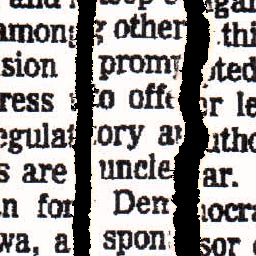 among other thi
sion prompted
ress to offer le
egulatory autho
s are unclear.
n for Democra
wa, a sponsor